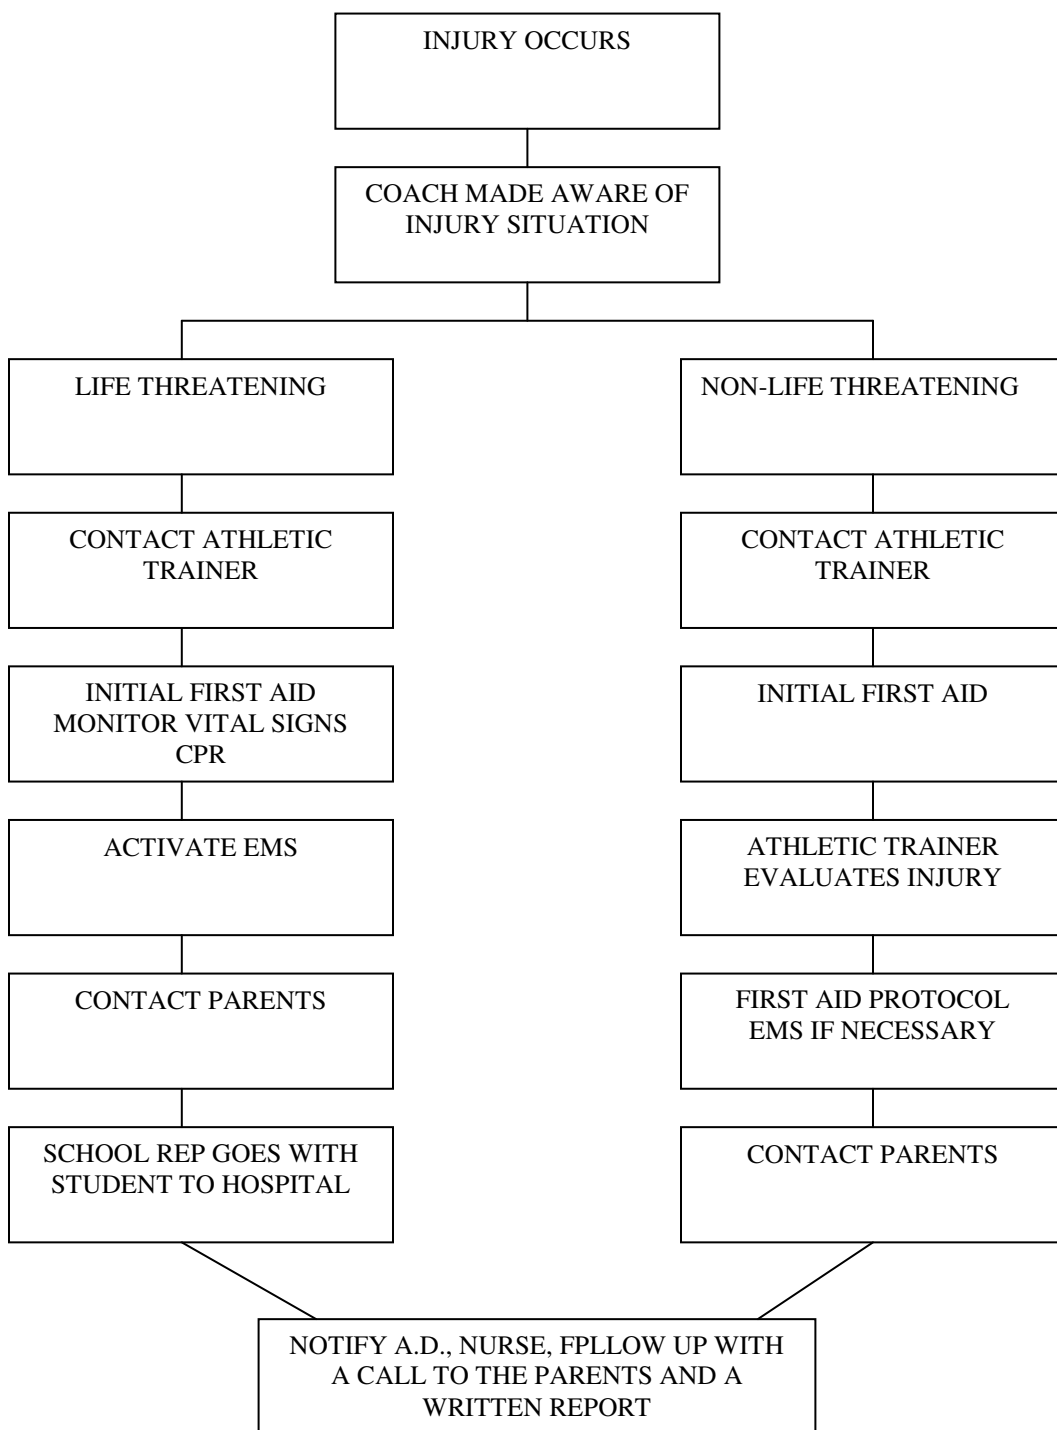 INJURY OCCURS
COACH MADE AWARE OF
INJURY SITUATION
LIFE THREATENING
NON-LIFE THREATENING
CONTACT ATHLETIC
TRAINER
CONTACT ATHLETIC
TRAINER
INITIAL FIRST AID
MONITOR VITAL SIGNS
CPR
INITIAL FIRST AID
ACTIVATE EMS
ATHLETIC TRAINER
EVALUATES INJURY
CONTACT PARENTS
FIRST AID PROTOCOL
EMS IF NECESSARY
SCHOOL REP GOES WITH
STUDENT TO HOSPITAL
CONTACT PARENTS
NOTIFY A.D., NURSE, FPLLOW UP WITH
A CALL TO THE PARENTS AND A
WRITTEN REPORT